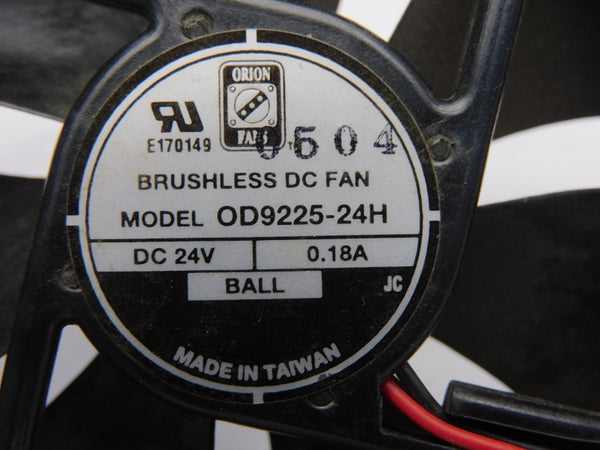 ORION
FANS
0504
E170149
BRUSHLESS DC FAN
MODEL OD9225-24H
DC 24V 0.18A
BALL
JC
MADE IN TAIWAN